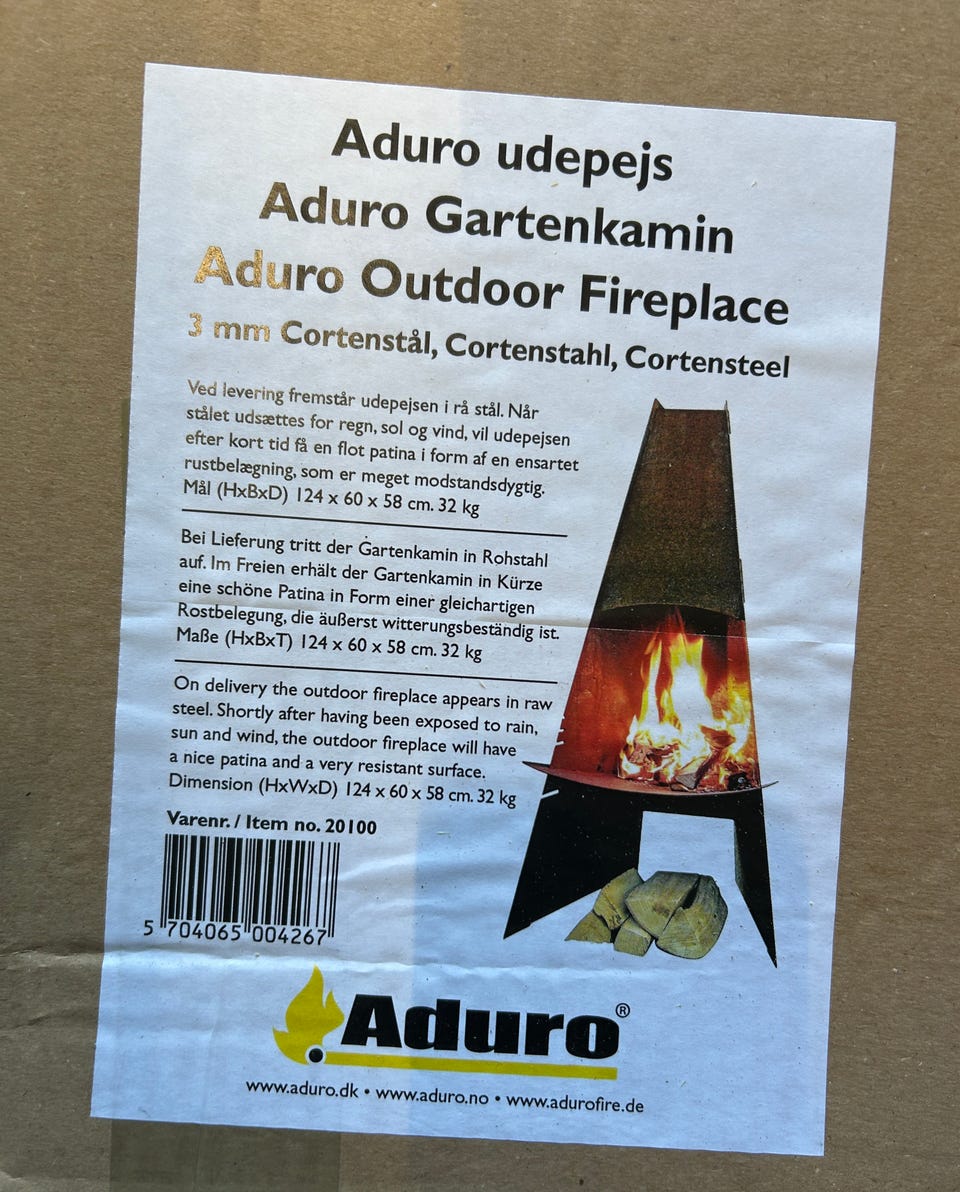 Aduro udepejs
Aduro Gartenkamin
Aduro Outdoor Fireplace
3 mm Cortenstål, Cortenstahl, Cortensteel
Ved levering fremstår udepejsen i rå stål. Når
stålet udsættes for regn, sol og vind, vil udepejsen
efter kort tid få en flot patina i form af en ensartet
rustbelægning, som er meget modstandsdygtig.
Mål (HxBxD) 124 x 60 x 58 cm. 32 kg
Bei Lieferung tritt der Gartenkamin in Rohstahl
auf. Im Freien erhält der Gartenkamin in Kürze
eine schöne Patina in Form einer gleichartigen
Rostbelegung, die äußerst witterungsbeständig ist.
Maße (HxBxT) 124 x 60 x 58 cm. 32 kg
On delivery the outdoor fireplace appears in raw
steel. Shortly after having been exposed to rain,
sun and wind, the outdoor fireplace will have
a nice patina and a very resistant surface.
Dimension (HxWxD) 124 x 60 x 58 cm. 32 kg
Varenr. / Item no. 20100
5 704065 004267
Aduro®
www.aduro.dk • www.aduro.no • www.adurofire.de